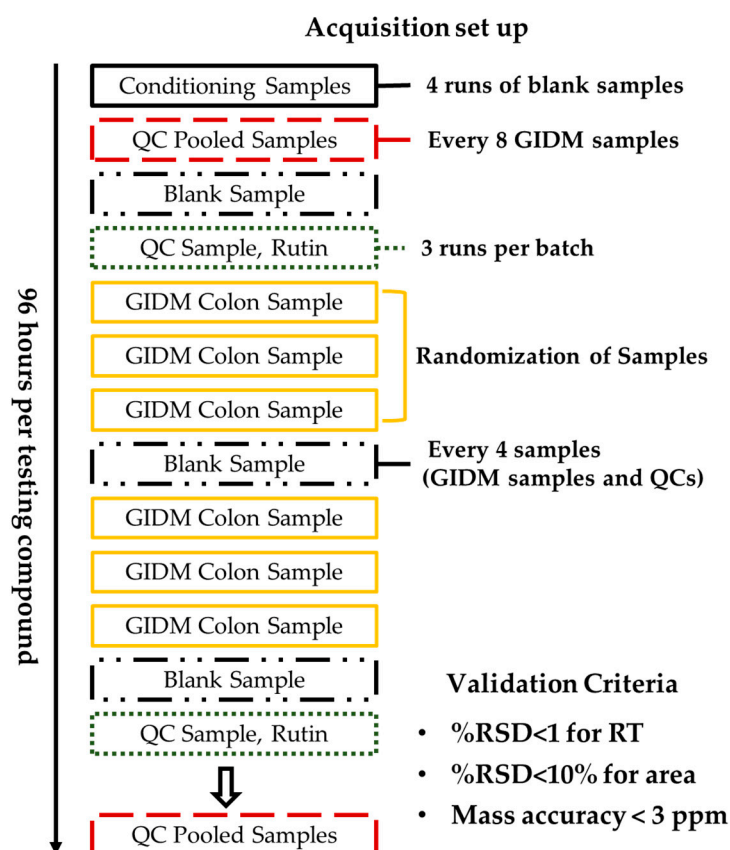 Acquisition set up
Conditioning Samples
4 runs of blank samples
QC Pooled Samples
Every 8 GIDM samples
Blank Sample
QC Sample, Rutin
3 runs per batch
GIDM Colon Sample
GIDM Colon Sample
Randomization of Samples
GIDM Colon Sample
Blank Sample
Every 4 samples
(GIDM samples and QCs)
GIDM Colon Sample
GIDM Colon Sample
GIDM Colon Sample
Blank Sample
QC Sample, Rutin
QC Pooled Samples
96 hours per testing compound
Validation Criteria
• %RSD<1 for RT
• %RSD<10% for area
• Mass accuracy < 3 ppm